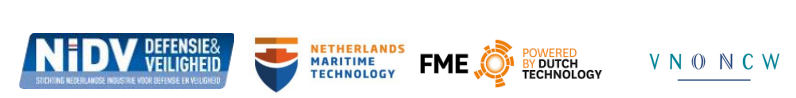 NIDV DEFENSIE&
VEILIGHEID
STICHTING NEDERLANDSE INDUSTRIE VOOR DEFENSIE EN VEILIGHEID
NETHERLANDS
MARITIME
TECHNOLOGY
FME POWERED
BY DUTCH
TECHNOLOGY
VNO NCW